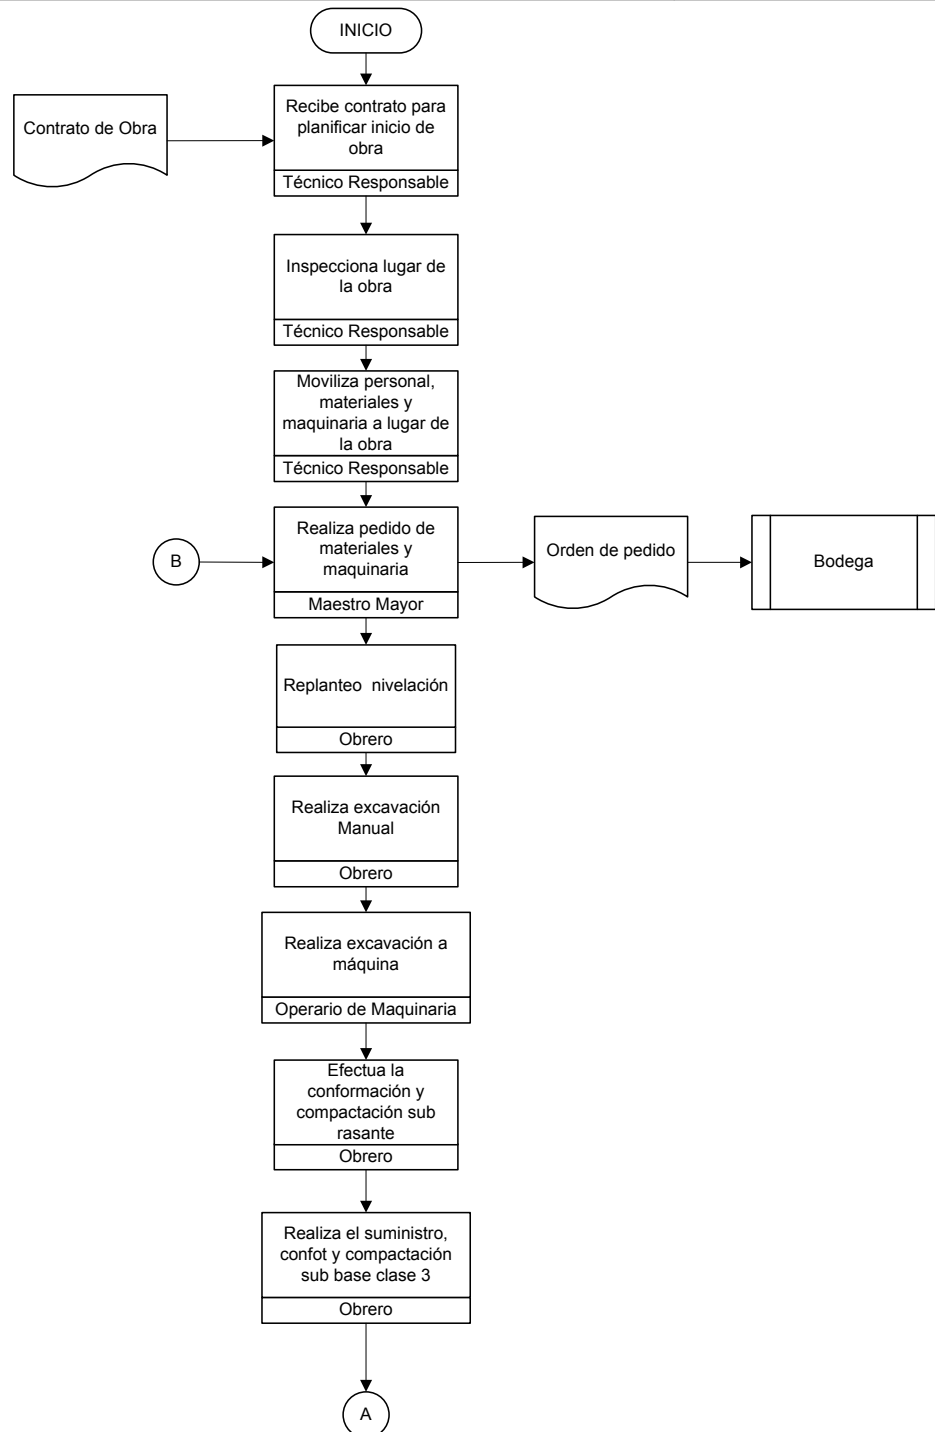 INICIO
Contrato de Obra
Recibe contrato para
planificar inicio de
obra
Técnico Responsable
Inspecciona lugar de
la obra
Técnico Responsable
Moviliza personal,
materiales y
maquinaria a lugar de
la obra
Técnico Responsable
B
Realiza pedido de
materiales y
maquinaria
Maestro Mayor
Orden de pedido
Bodega
Replanteo  nivelación
Obrero
Realiza excavación
Manual
Obrero
Realiza excavación a
máquina
Operario de Maquinaria
Efectua la
conformación y
compactación sub
rasante
Obrero
Realiza el suministro,
confot y compactación
sub base clase 3
Obrero
A